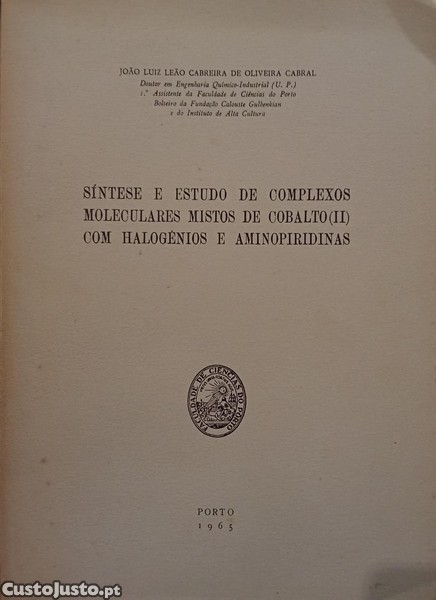 JOÃO LUIZ LEÃO CABREIRA DE OLIVEIRA CABRAL
Doutor em Engenharia Químico-Industrial (U. P.)
1.º Assistente da Faculdade de Ciências do Porto
Bolseiro da Fundação Calouste Gulbenkian
e do Instituto de Alta Cultura
SÍNTESE E ESTUDO DE COMPLEXOS
MOLECULARES MISTOS DE COBALTO(II)
COM HALOGÉNIOS E AMINOPIRIDINAS
FACULDADE DE CIÊNCIAS DO PORTO
PORTO
1965
CustoJusto.pt